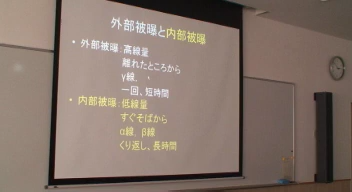 外部被曝と内部被曝
• 外部被曝：高線量
離れたところから
γ線、
一回、短時間
• 内部被曝：低線量
すぐそばから
α線、β線
くり返し、長時間